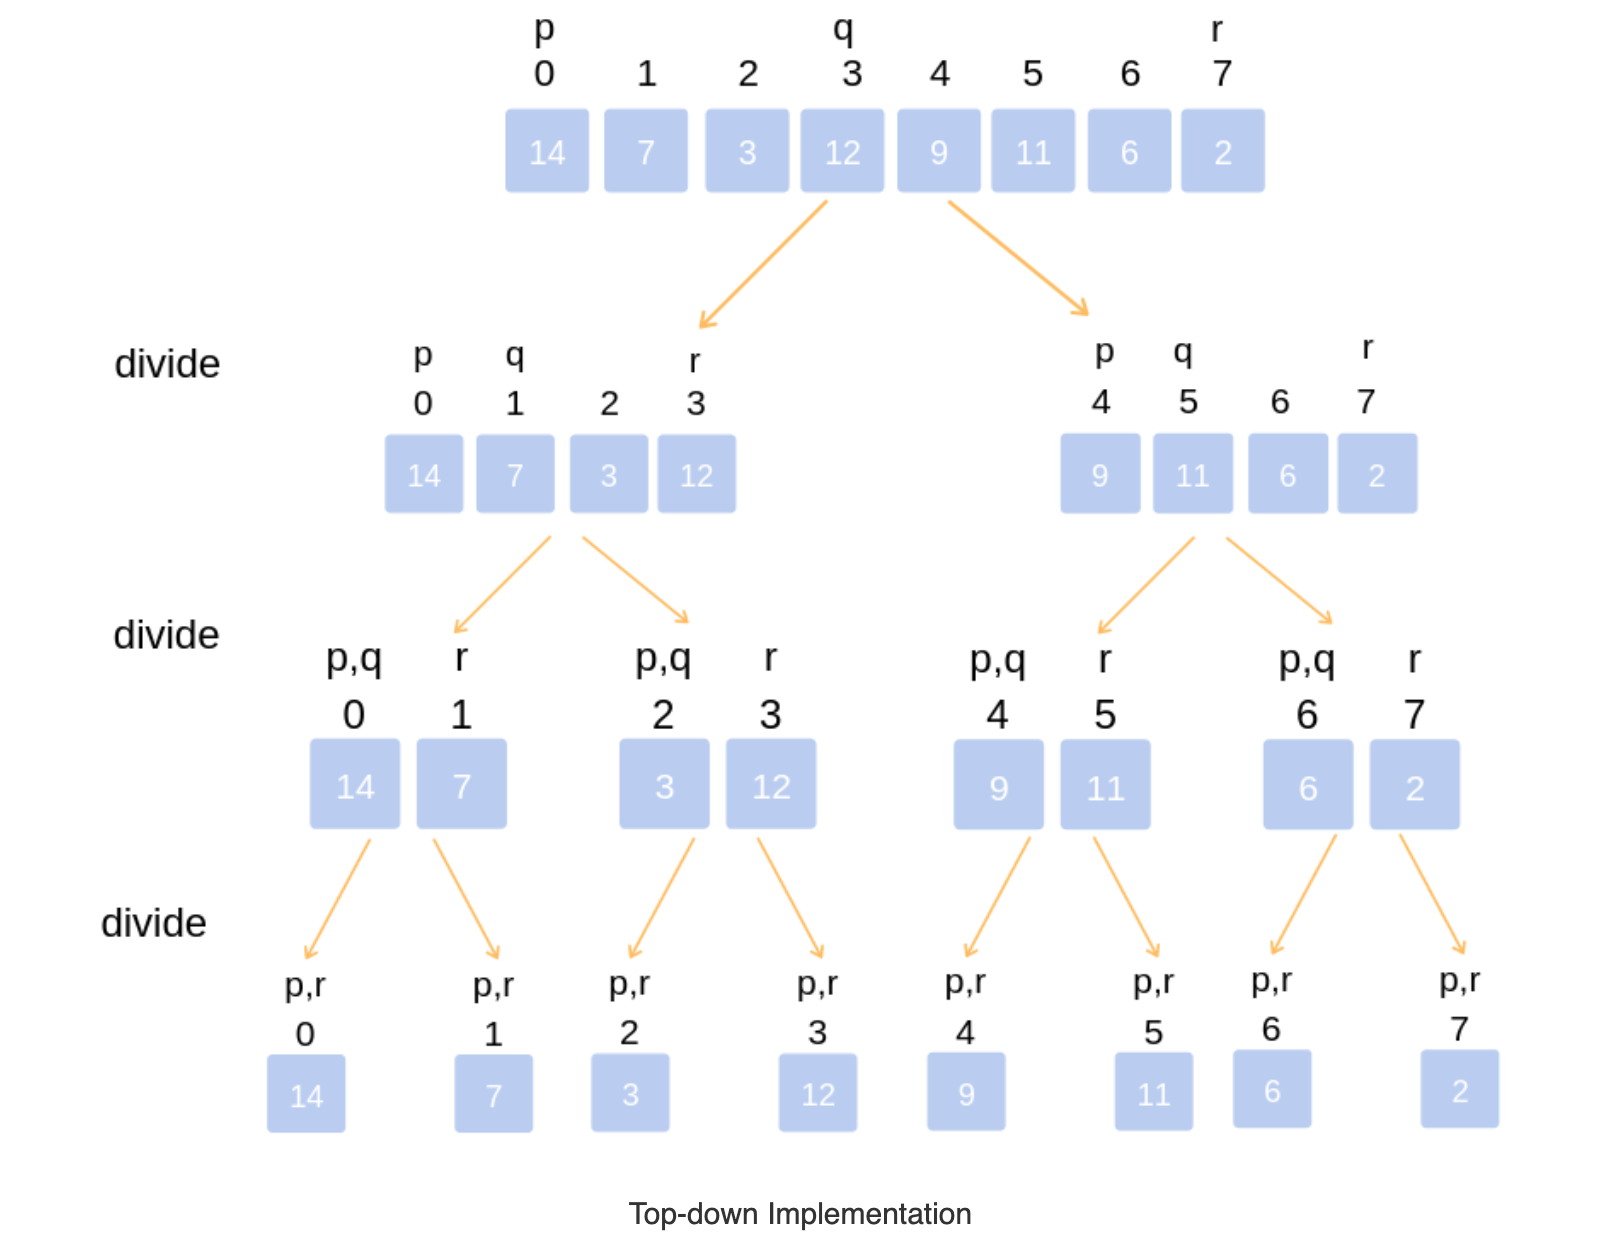 p q r
0 1 2 3 4 5 6 7
14 7 3 12 9 11 6 2
divide
p q r
0 1 2 3
14 7 3 12
p q r
4 5 6 7
9 11 6 2
divide
p,q r
0 1
14 7
p,q r
2 3
3 12
p,q r
4 5
9 11
p,q r
6 7
6 2
divide
p,r
0
14
p,r
1
7
p,r
2
3
p,r
3
12
p,r
4
9
p,r
5
11
p,r
6
6
p,r
7
2
Top-down Implementation